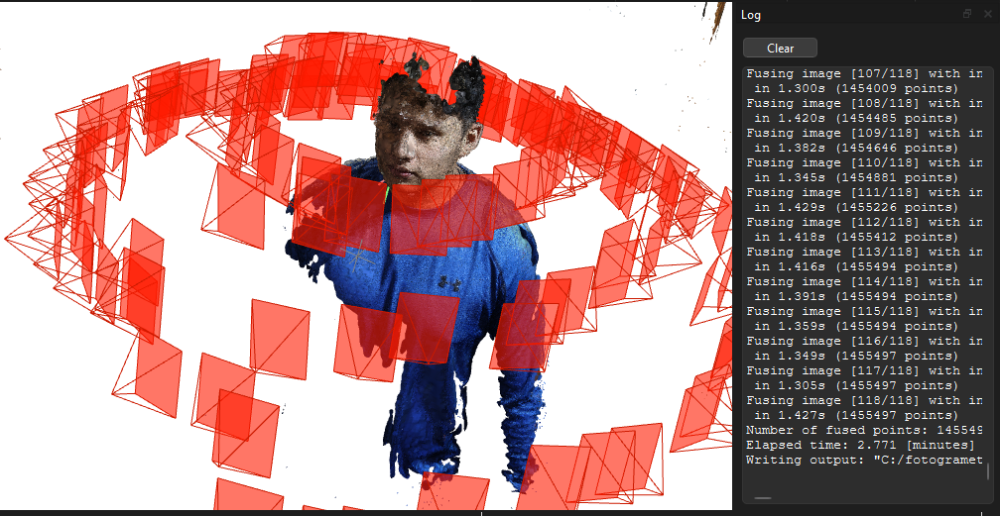 Log
Clear
Fusing image [107/118] with in
in 1.300s (1454009 points)
Fusing image [108/118] with in
in 1.420s (1454485 points)
Fusing image [109/118] with in
in 1.382s (1454646 points)
Fusing image [110/118] with in
in 1.345s (1454881 points)
Fusing image [111/118] with in
in 1.429s (1455226 points)
Fusing image [112/118] with in
in 1.418s (1455412 points)
Fusing image [113/118] with in
in 1.416s (1455494 points)
Fusing image [114/118] with in
in 1.391s (1455494 points)
Fusing image [115/118] with in
in 1.359s (1455494 points)
Fusing image [116/118] with in
in 1.349s (1455497 points)
Fusing image [117/118] with in
in 1.305s (1455497 points)
Fusing image [118/118] with in
in 1.427s (1455497 points)
Number of fused points: 145549
Elapsed time: 2.771 [minutes]
Writing output: "C:/fotogramet